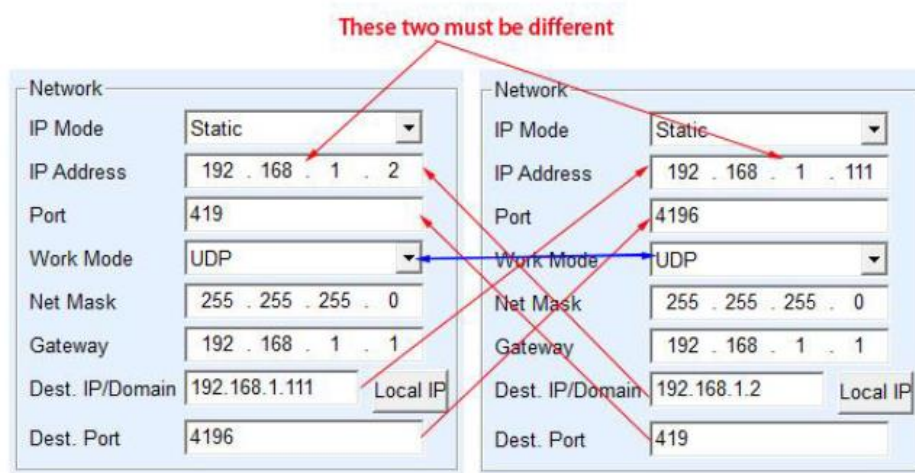 These two must be different
Network
IP Mode Static
IP Address 192 . 168 . 1 . 2
Port 419
Work Mode UDP
Net Mask 255 . 255 . 255 . 0
Gateway 192 . 168 . 1 . 1
Dest. IP/Domain 192.168.1.111 Local IP
Dest. Port 4196
Network
IP Mode Static
IP Address 192 . 168 . 1 . 111
Port 4196
Work Mode UDP
Net Mask 255 . 255 . 255 . 0
Gateway 192 . 168 . 1 . 1
Dest. IP/Domain 192.168.1.2 Local IP
Dest. Port 419